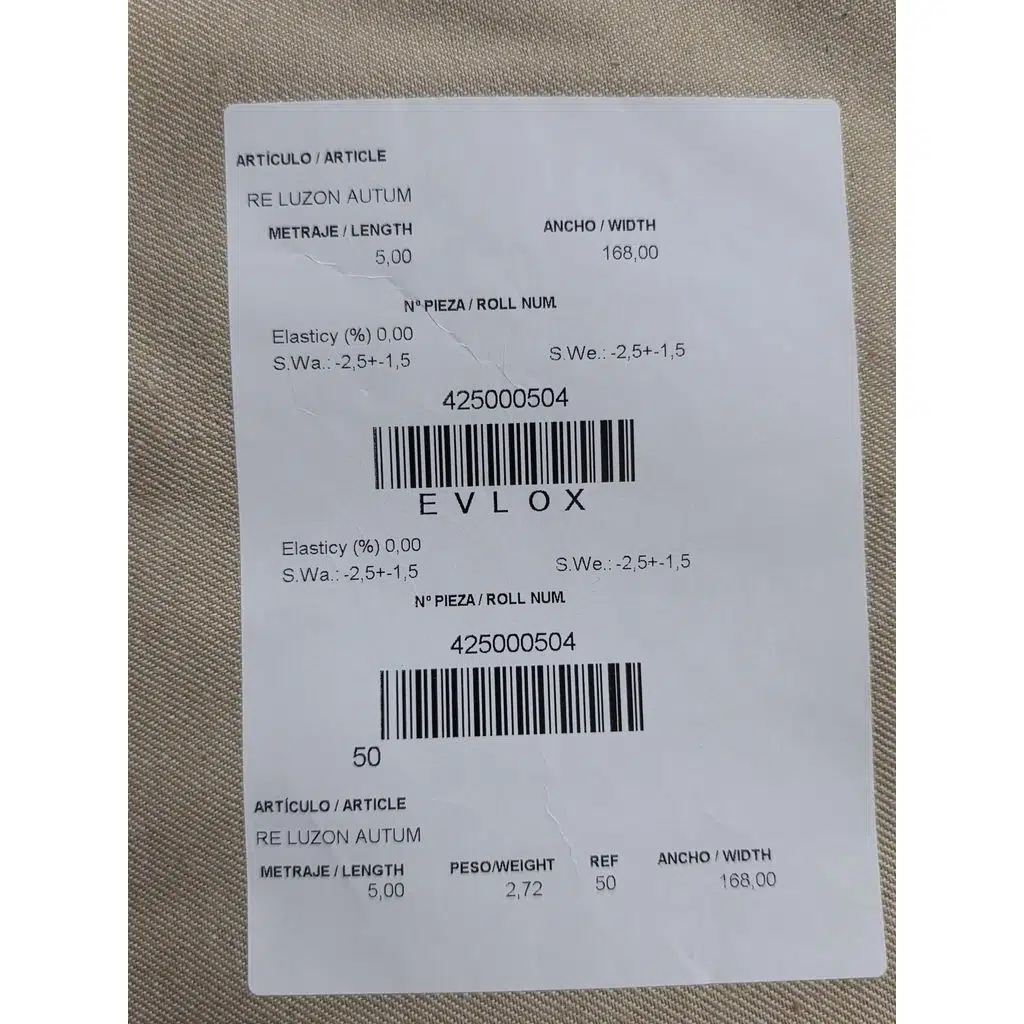 ARTÍCULO / ARTICLE
RE LUZON AUTUM
METRAJE / LENGTH ANCHO / WIDTH
5,00 168,00
Nº PIEZA / ROLL NUM.
Elasticy (%) 0,00
S.Wa.: -2,5+-1,5 S.We.: -2,5+-1,5
425000504
EVLOX
Elasticy (%) 0,00
S.Wa.: -2,5+-1,5 S.We.: -2,5+-1,5
Nº PIEZA / ROLL NUM.
425000504
50
ARTÍCULO / ARTICLE
RE LUZON AUTUM
METRAJE / LENGTH PESO/WEIGHT REF ANCHO / WIDTH
5,00 2,72 50 168,00